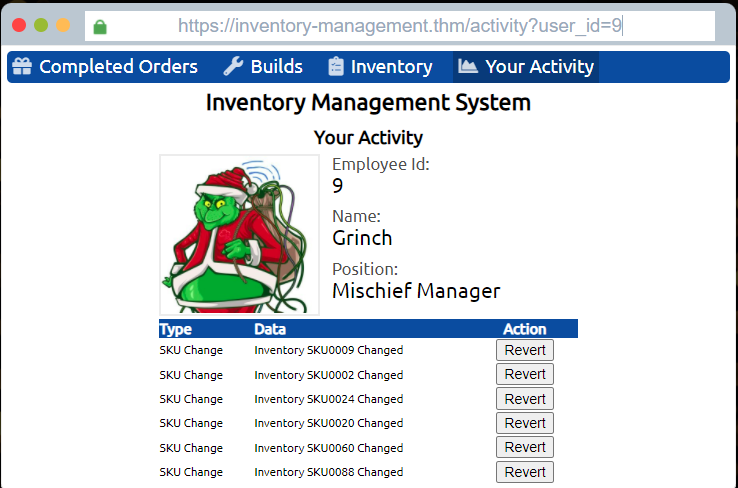 https://inventory-management.thm/activity?user_id=9
Completed Orders Builds Inventory Your Activity
Inventory Management System
Your Activity
Employee Id:
9
Name:
Grinch
Position:
Mischief Manager
Type Data Action
SKU Change Inventory SKU0009 Changed Revert
SKU Change Inventory SKU0002 Changed Revert
SKU Change Inventory SKU0024 Changed Revert
SKU Change Inventory SKU0020 Changed Revert
SKU Change Inventory SKU0060 Changed Revert
SKU Change Inventory SKU0088 Changed Revert